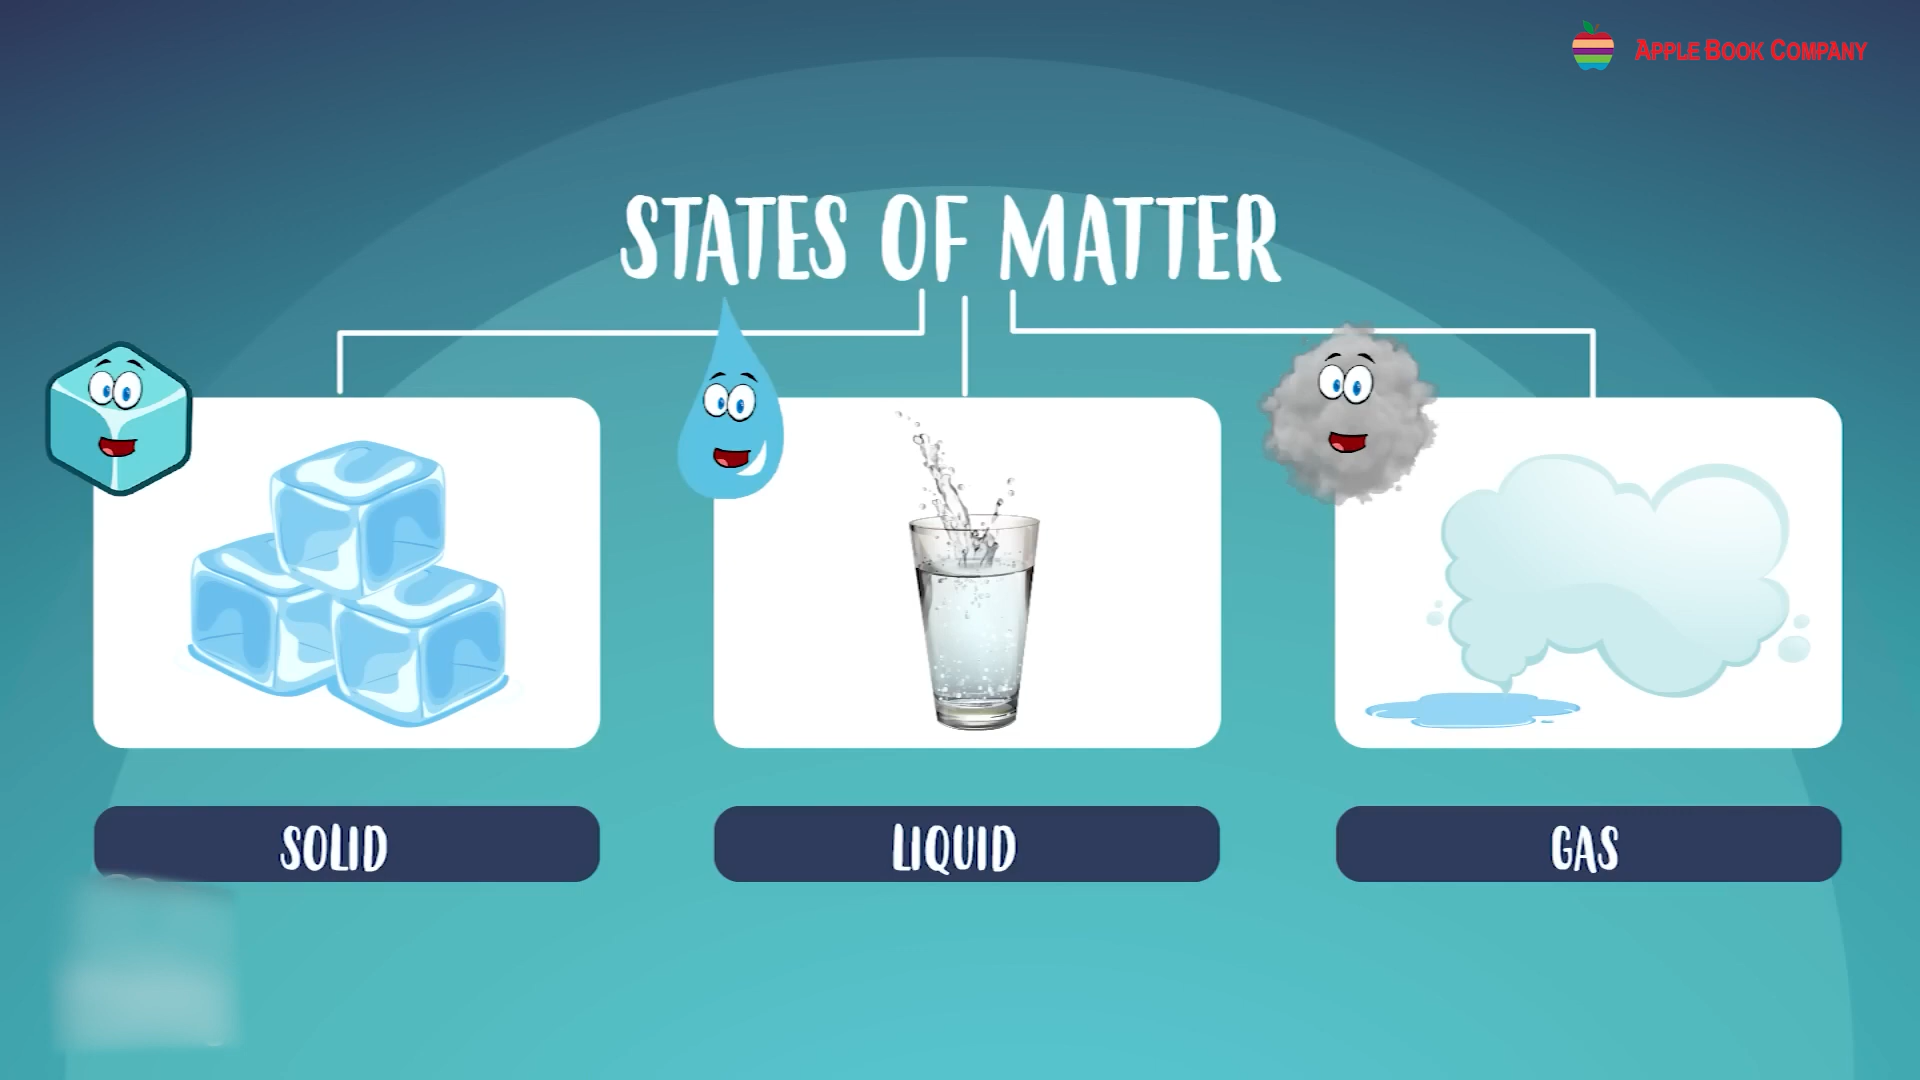 APPLE BOOK COMPANY
STATES OF MATTER
SOLID
LIQUID
GAS